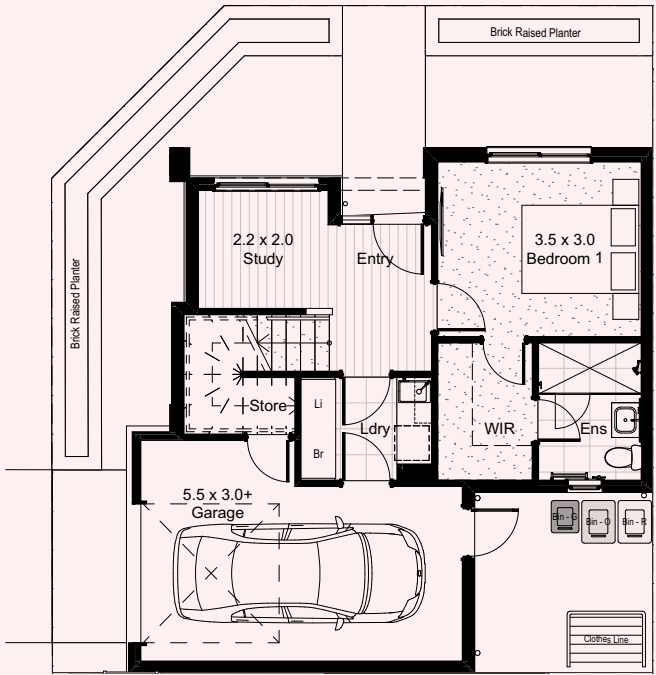 Brick Raised Planter
2.2 x 2.0
Study
Entry
3.5 x 3.0
Bedroom 1
Brick Raised Planter
Store
Li
Br
Ldry
WIR
Ens
5.5 x 3.0+
Garage
Bin - G
Bin - O
Bin - R
Clothes Line